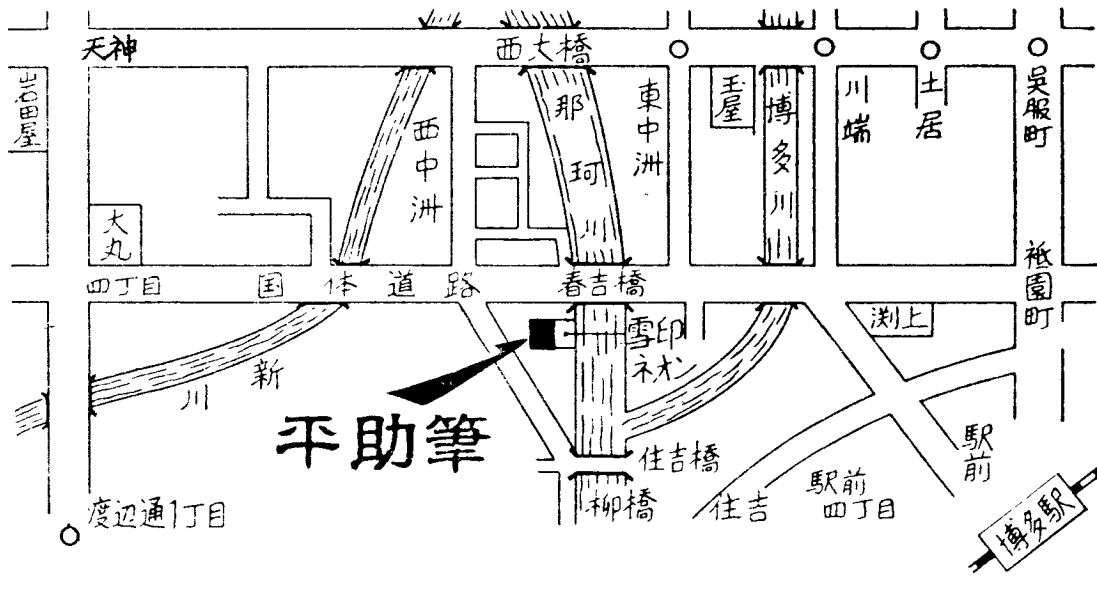 天神
西大橋
岩田屋
西中洲
那珂川
東中洲
玉屋
博多川
川端
土居
呉服町
大丸
四丁目
国体道路
春吉橋
祗園町
渕上
雪印
ネオン
新川
平助筆
住吉橋
柳橋
住吉
駅前
四丁目
駅前
渡辺通1丁目
博多駅